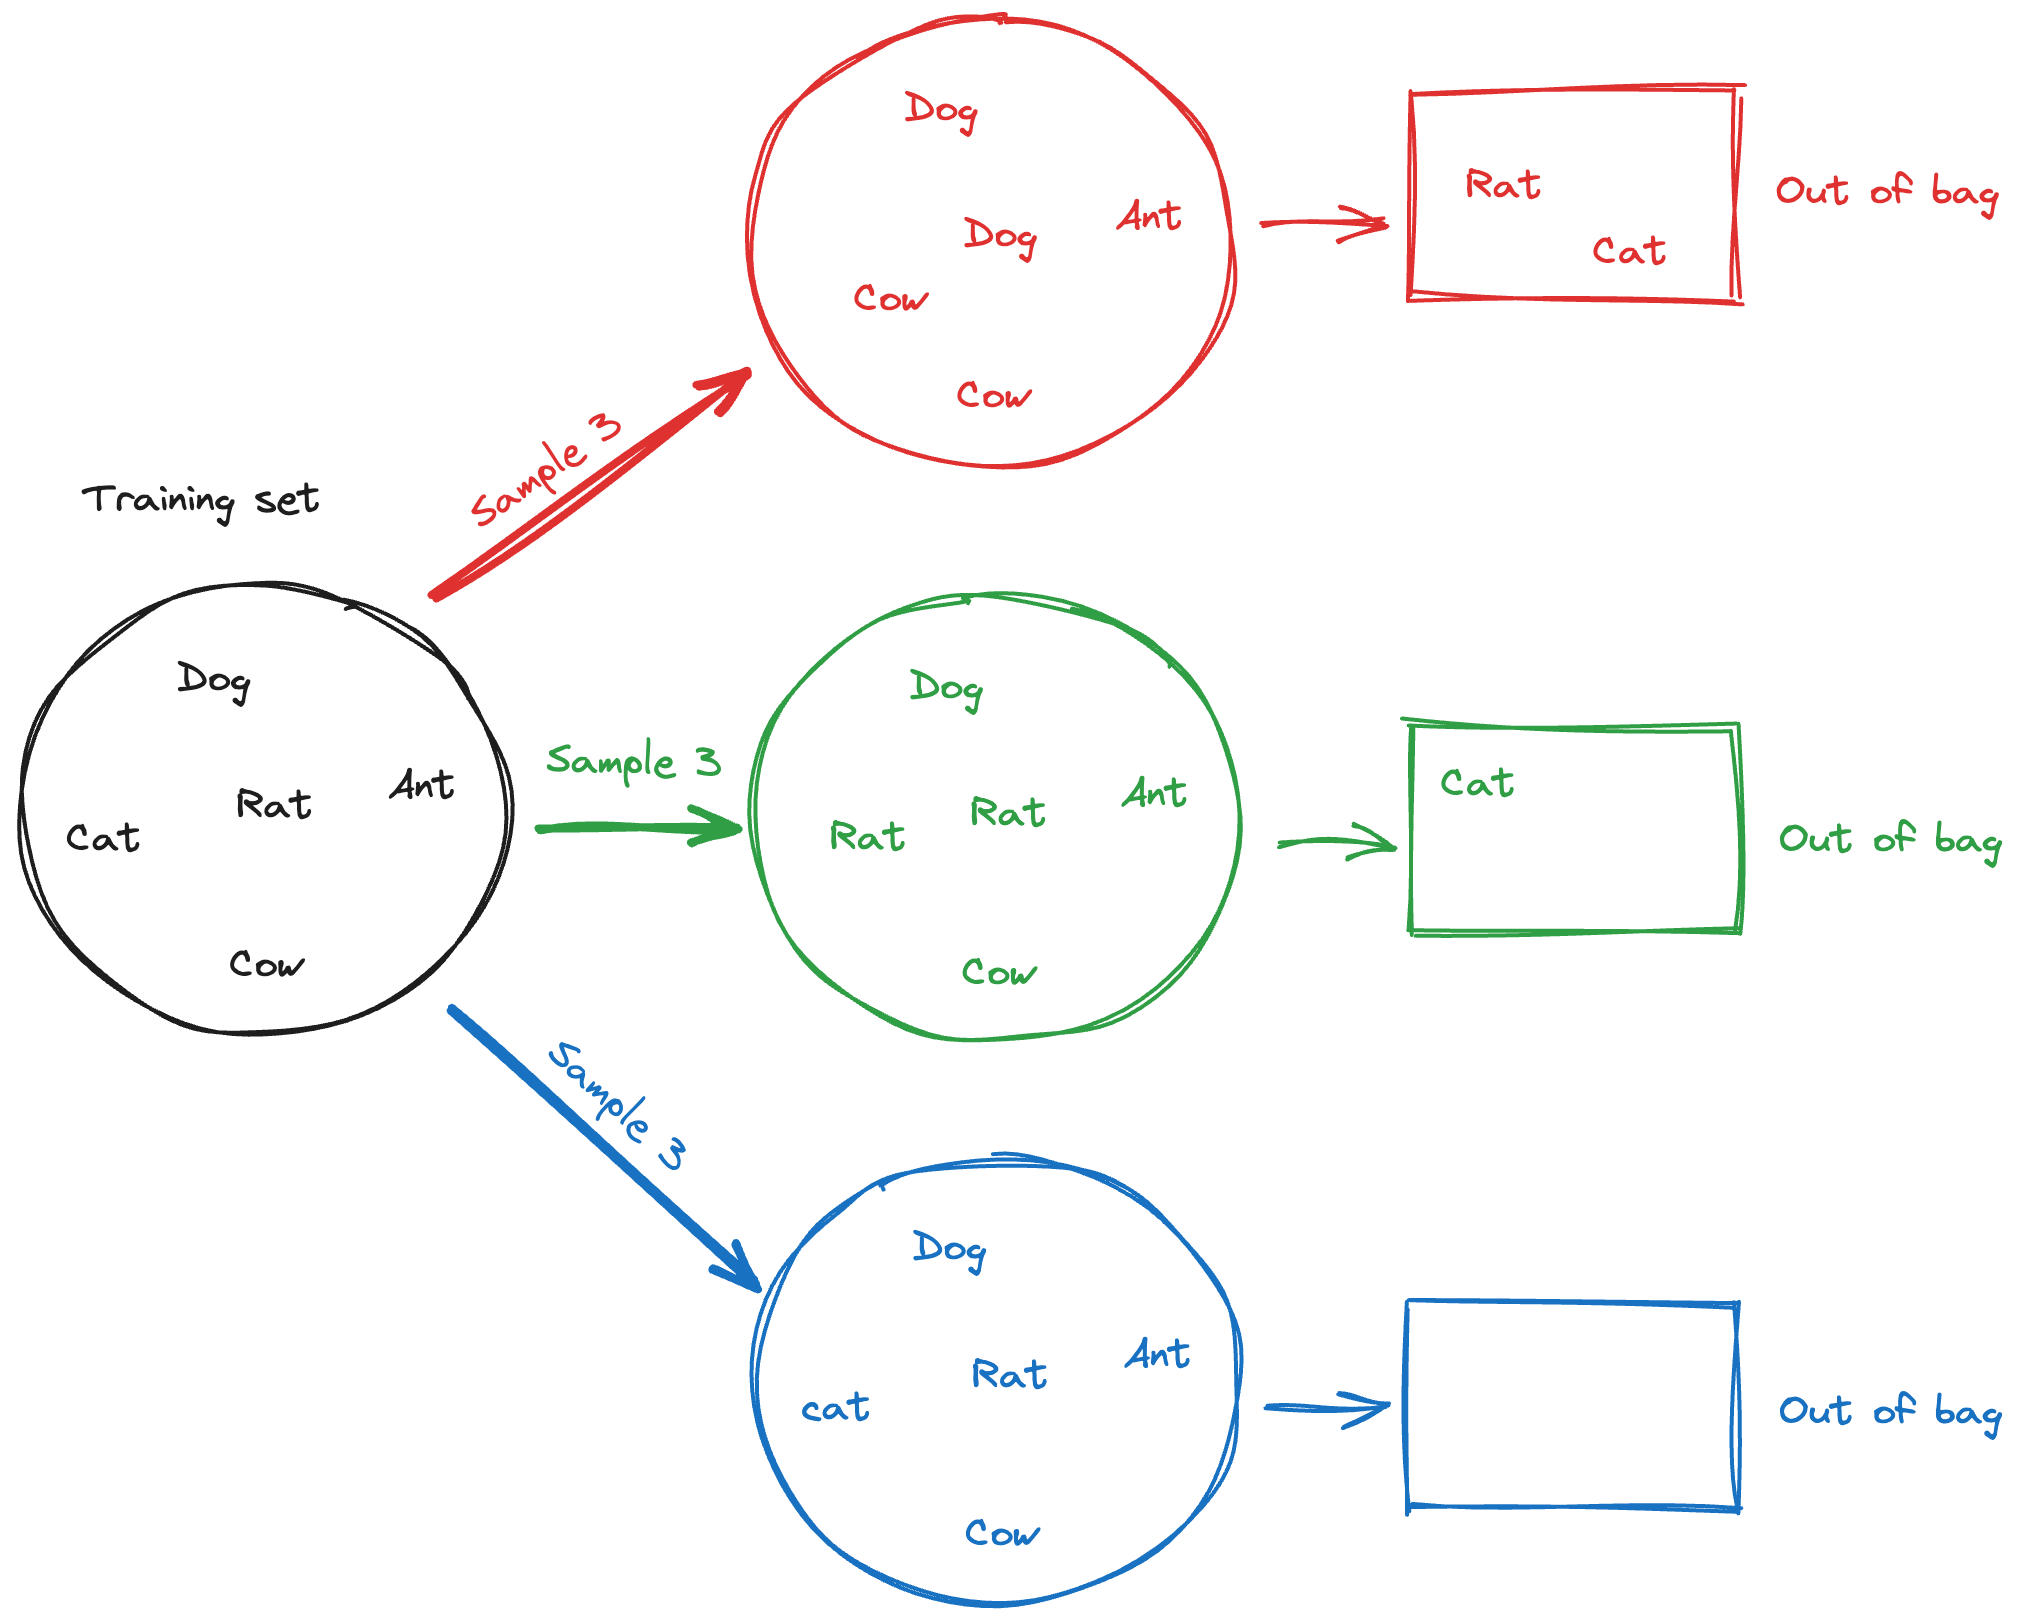 Dog
Dog
Ant
Cow
Cow
Rat
Cat
Out of bag
Sample 3
Training set
Dog
Ant
Rat
Cat
Cow
Sample 3
Dog
Ant
Rat
Rat
Cow
Cat
Out of bag
Sample 3
Dog
Ant
Rat
cat
Cow
Out of bag